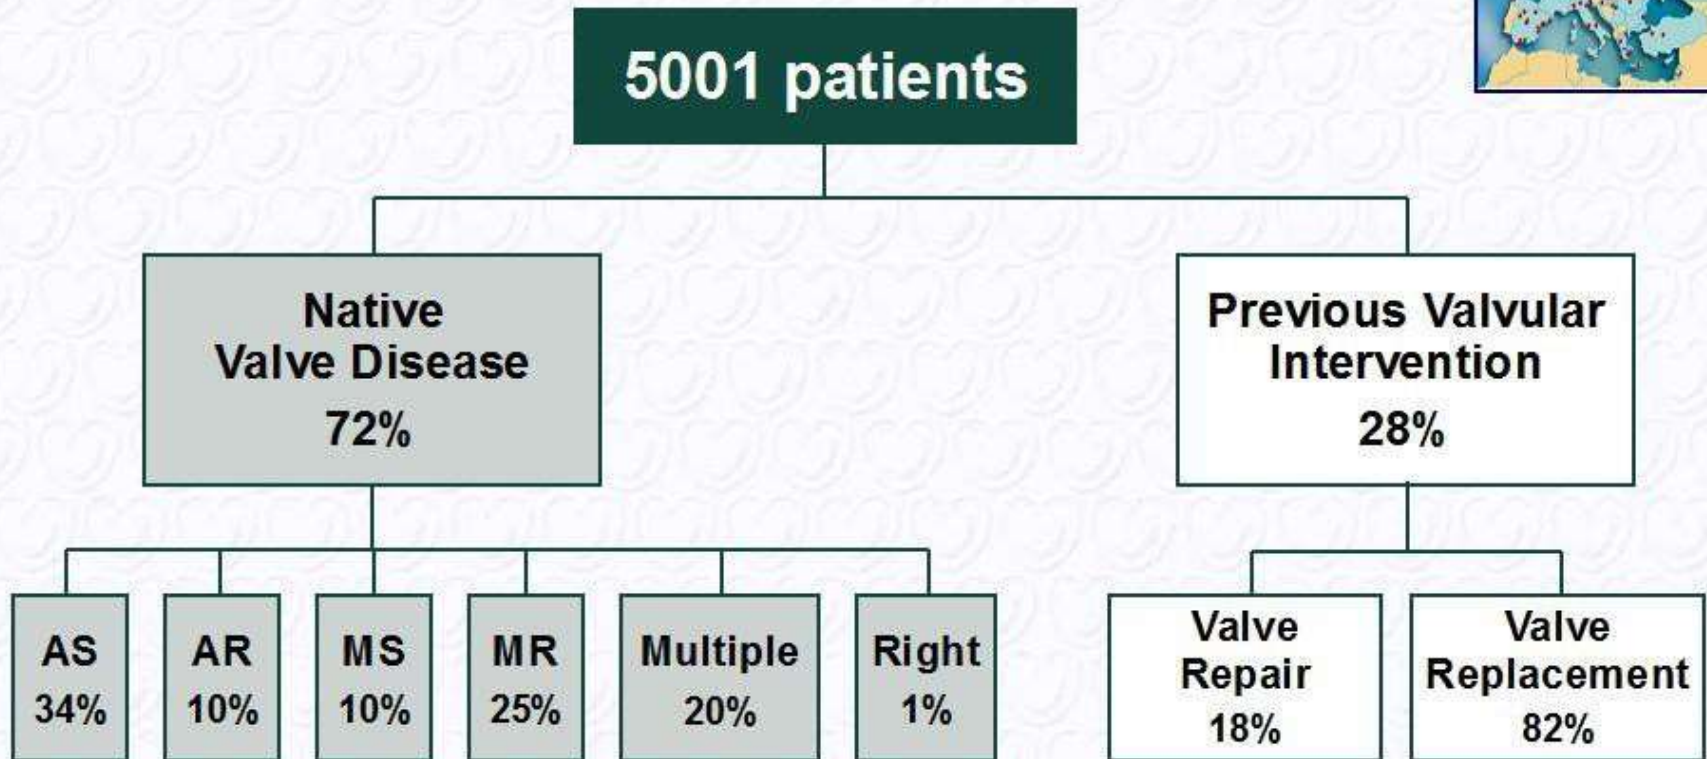 5001 patients
Native
Valve Disease
72%
Previous Valvular
Intervention
28%
AS
34%
AR
10%
MS
10%
MR
25%
Multiple
20%
Right
1%
Valve
Repair
18%
Valve
Replacement
82%